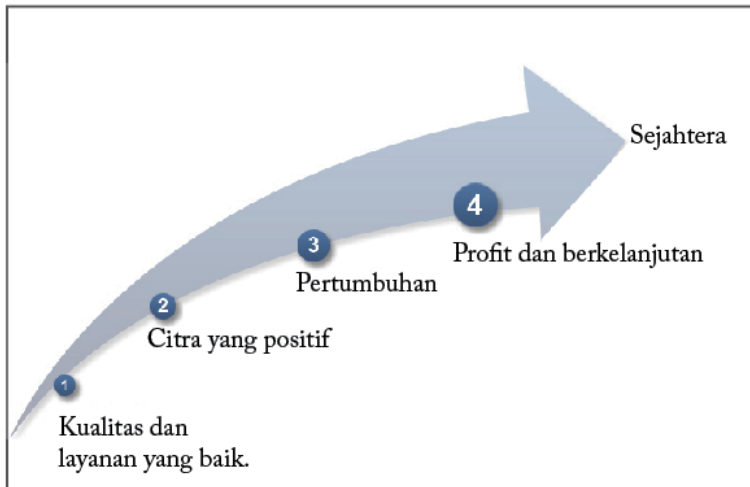 Sejahtera
4
Profit dan berkelanjutan
3
Pertumbuhan
2
Citra yang positif
1
Kualitas dan
layanan yang baik.